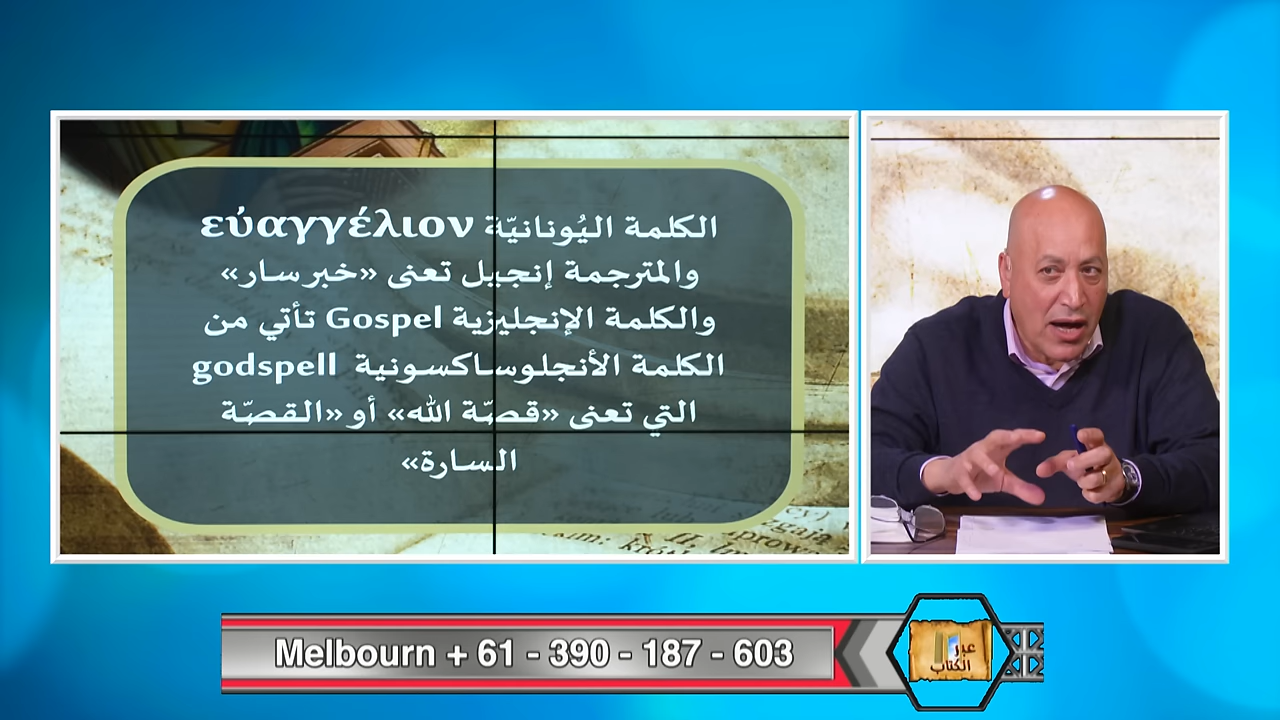 الكلمة اليُونانيّة εὐαγγέλιον
والمترجمة إنجيل تعنى «خبرسار»
والكلمة الإنجليزية Gospel تأتي من
الكلمة الأنجلوساكسونية godspell
التي تعنى «قصّة الله» أو «القصّة
السارة»
Melbourn + 61 - 390 - 187 - 603
عبر
الكتاب